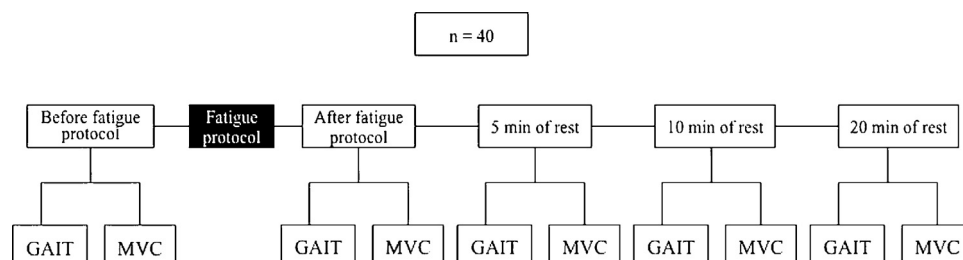 n = 40
Before fatigue
protocol
Fatigue
protocol
After fatigue
protocol
5 min of rest
10 min of rest
20 min of rest
GAIT
MVC
GAIT
MVC
GAIT
MVC
GAIT
MVC
GAIT
MVC